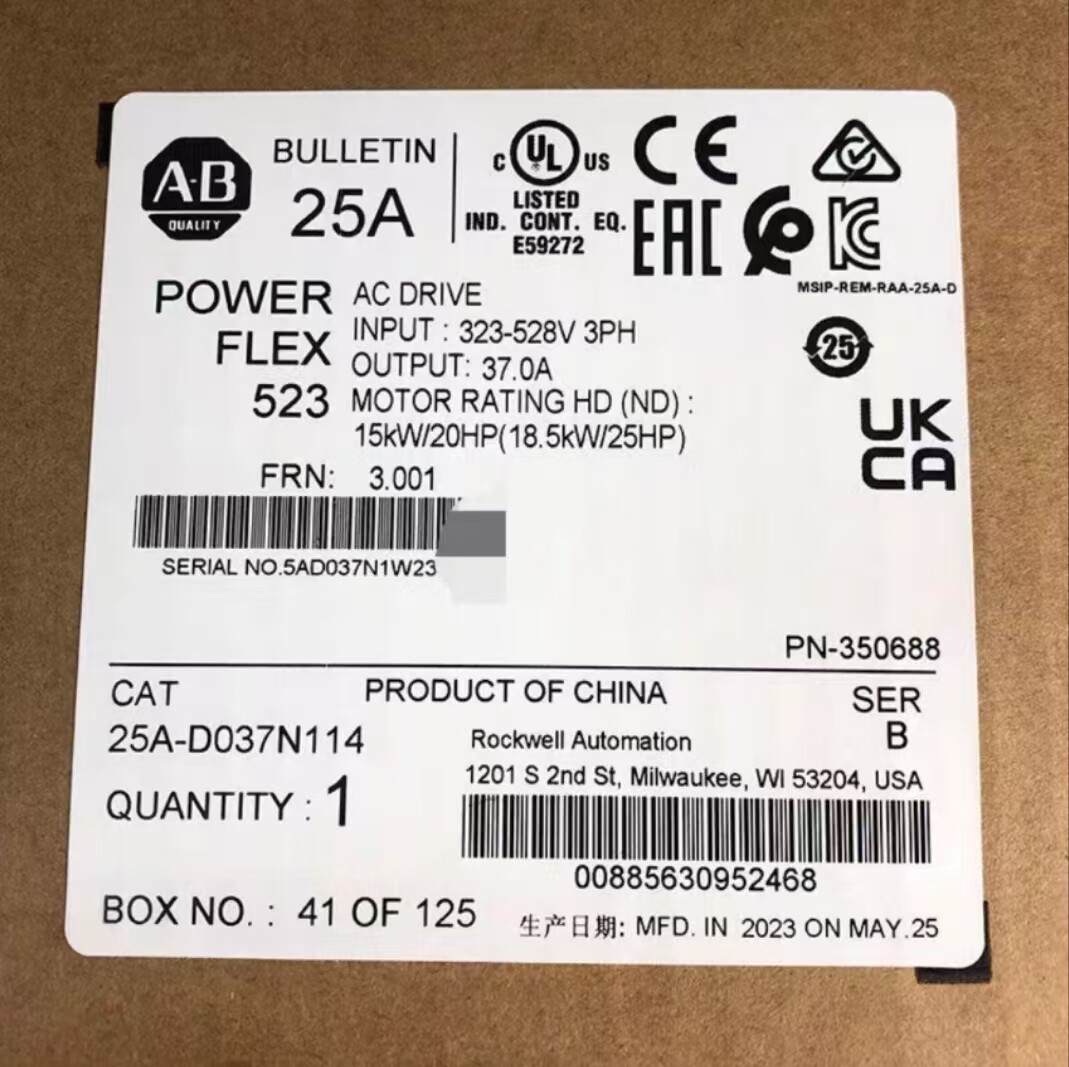 A·B
QUALITY
BULLETIN
25A
C UL US
LISTED
IND. CONT. EQ.
E59272
CE
EAC
KC
MSIP-REM-RAA-25A-D
25
UK
CA
POWER
FLEX
523
AC DRIVE
INPUT : 323-528V 3PH
OUTPUT: 37.0A
MOTOR RATING HD (ND) :
15kW/20HP(18.5kW/25HP)
FRN: 3.001
SERIAL NO.5AD037N1W23
PN-350688
CAT
25A-D037N114
PRODUCT OF CHINA
SER
B
Rockwell Automation
1201 S 2nd St, Milwaukee, WI 53204, USA
QUANTITY : 1
00885630952468
BOX NO. : 41 OF 125
生产日期: MFD. IN 2023 ON MAY.25